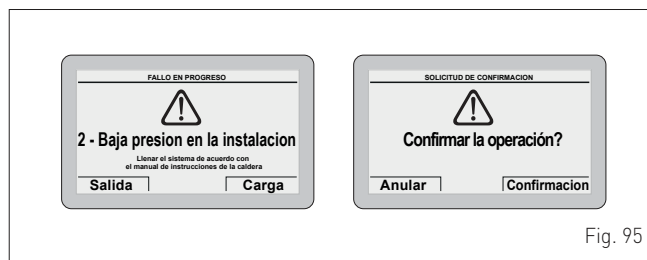 FALLO EN PROGRESO
2 - Baja presion en la instalacion
Llenar el sistema de acuerdo con
el manual de instrucciones de la caldera
Salida
Carga
SOLICITUD DE CONFIRMACION
Confirmar la operación?
Anular
Confirmacion
Fig. 95